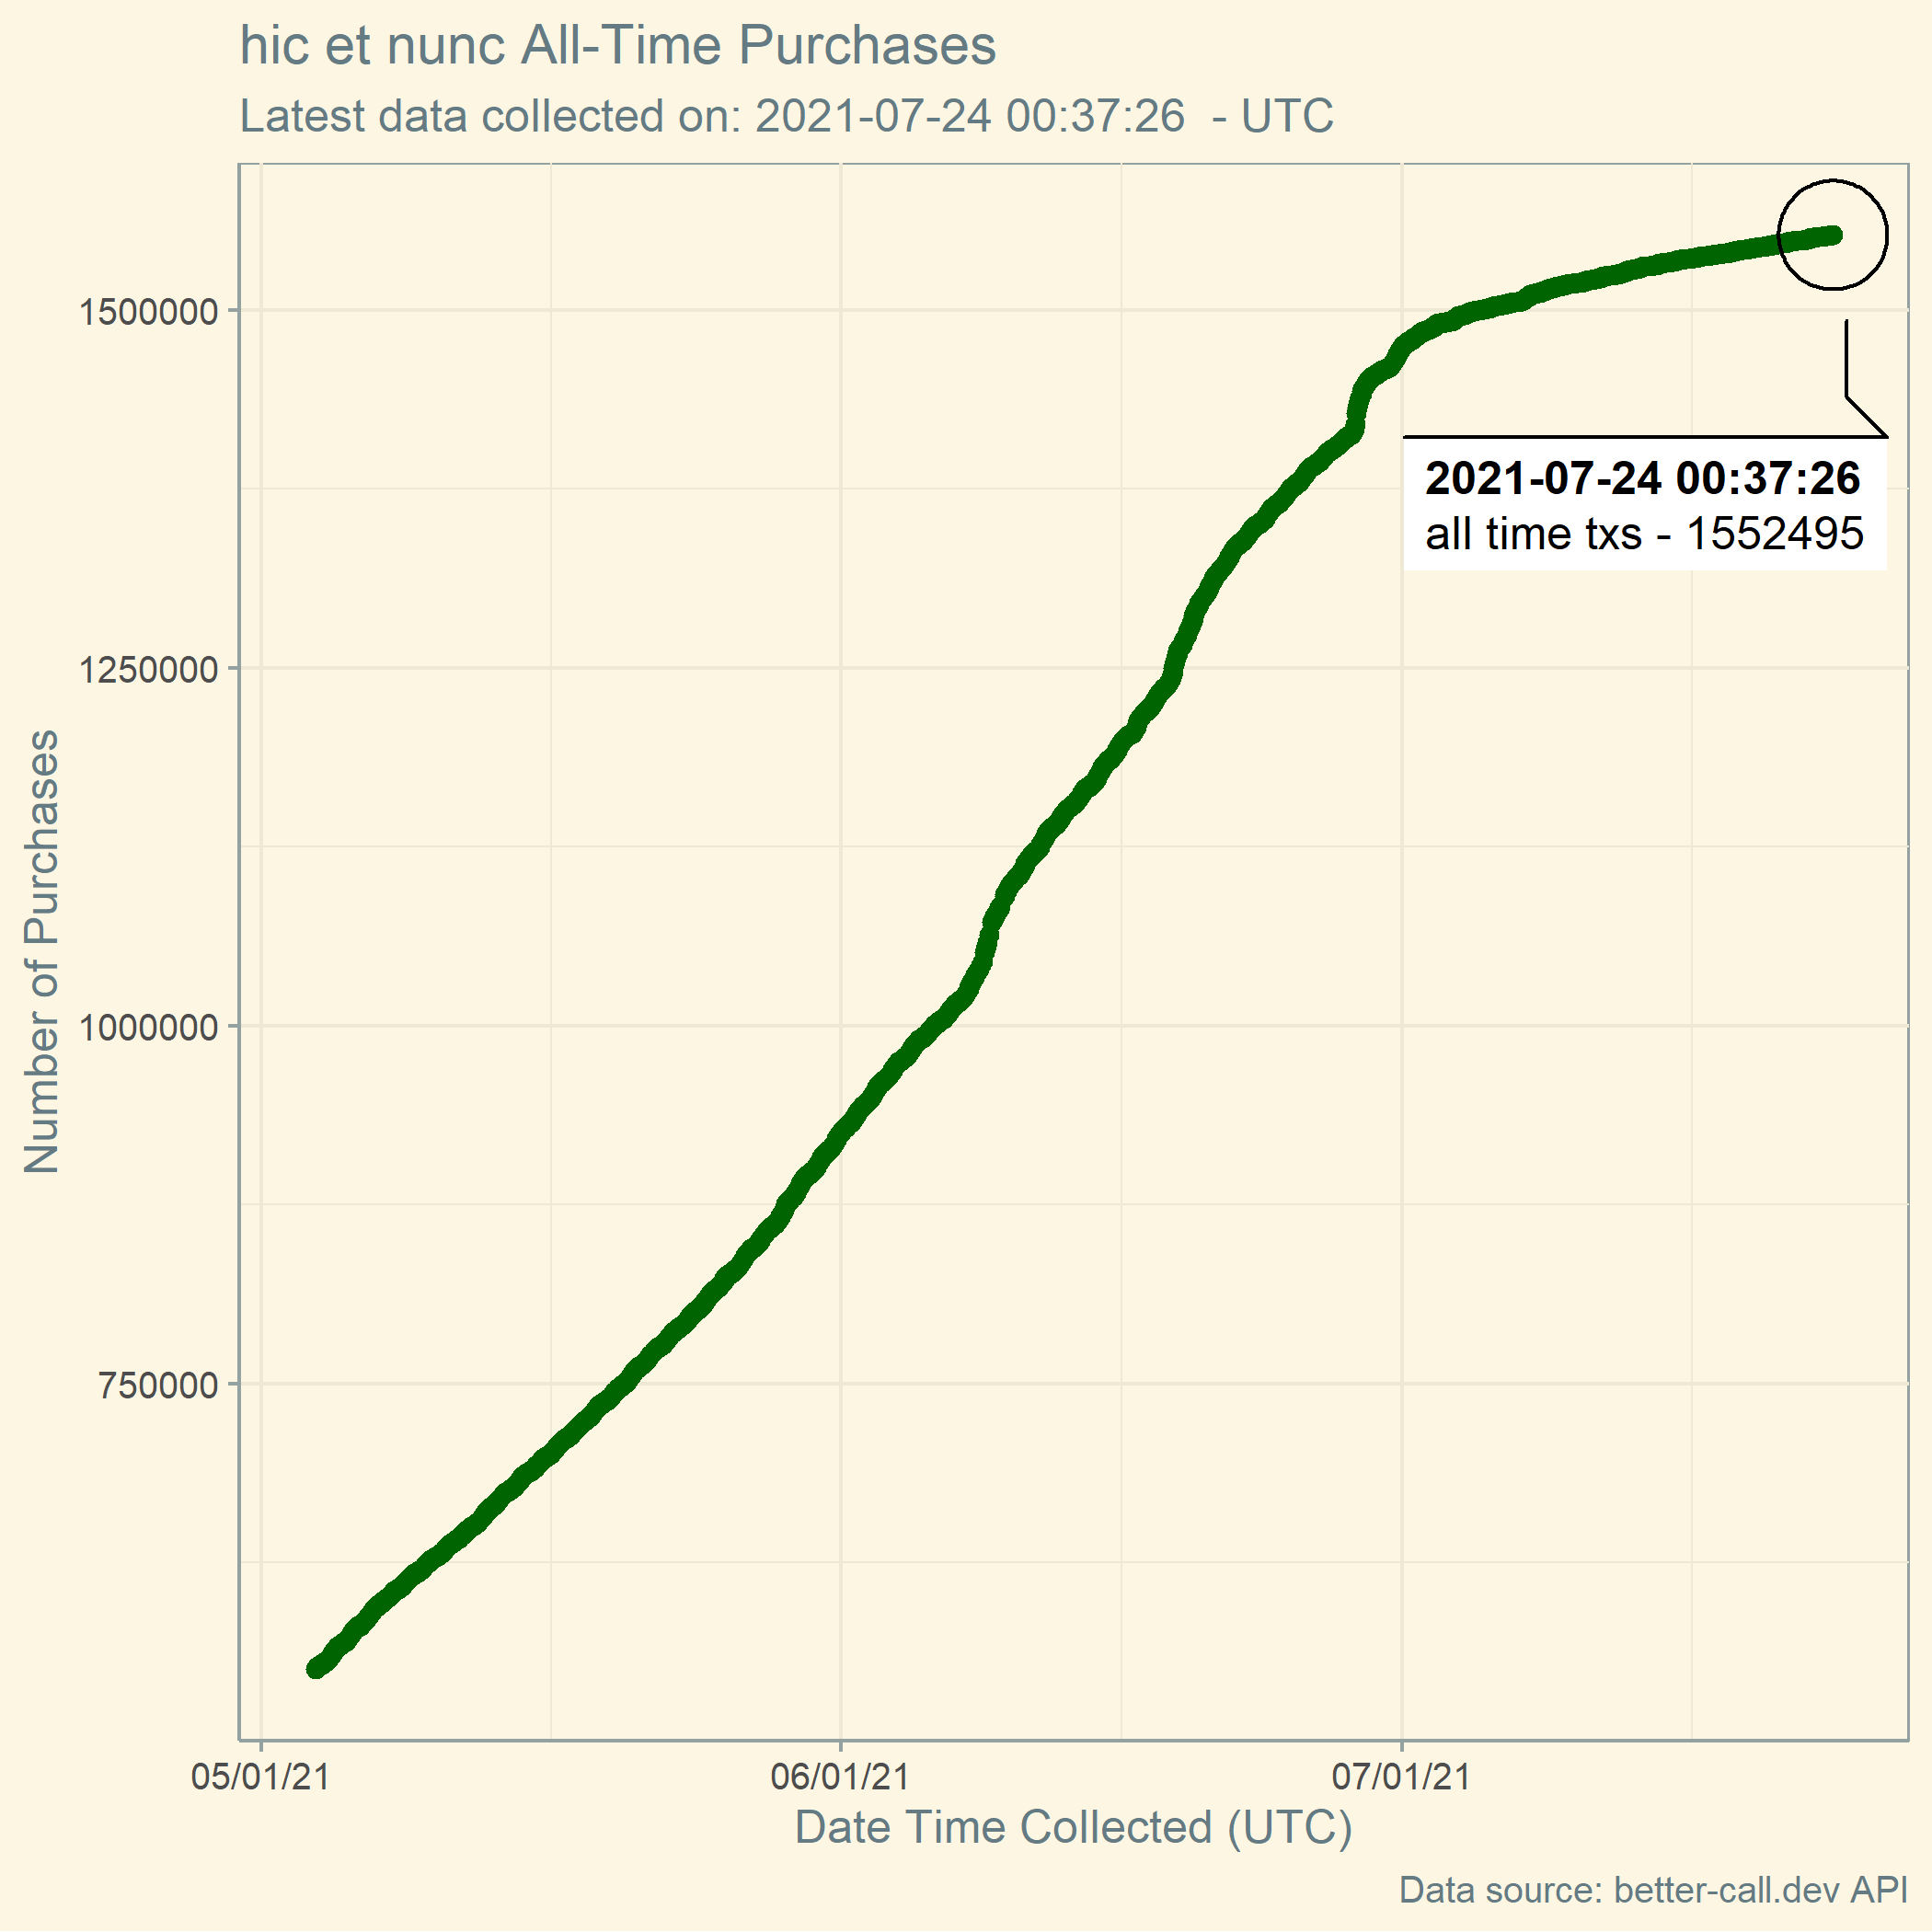 hic et nunc All-Time Purchases
Latest data collected on: 2021-07-24 00:37:26  - UTC
Number of Purchases
1500000
1250000
1000000
750000
2021-07-24 00:37:26
all time txs - 1552495
05/01/21
06/01/21
07/01/21
Date Time Collected (UTC)
Data source: better-call.dev API